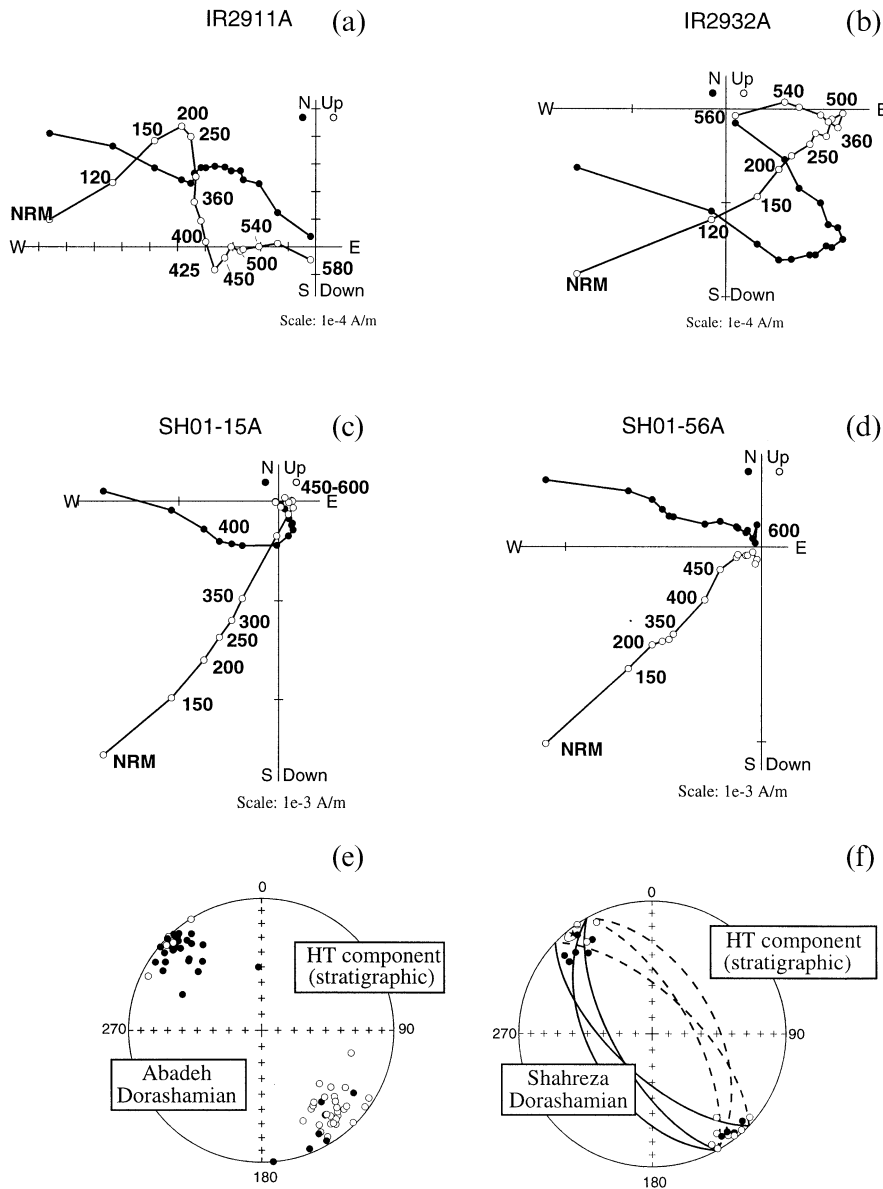 IR2911A
(a)
N Up
200
150
250
120
NRM
360
W
E
400
540
425
450
500
580
S Down
Scale: 1e-4 A/m
IR2932A
(b)
N Up
540
500
W
E
560
360
250
200
150
120
NRM
S Down
Scale: 1e-4 A/m
SH01-15A
(c)
N Up
450-600
W
E
400
350
300
250
200
150
NRM
S Down
Scale: 1e-3 A/m
SH01-56A
(d)
N Up
600
W
E
450
400
350
200
150
NRM
S Down
Scale: 1e-3 A/m
(e)
0
HT component
(stratigraphic)
270
90
Abadeh
Dorashamian
180
(f)
0
HT component
(stratigraphic)
270
90
Shahreza
Dorashamian
180